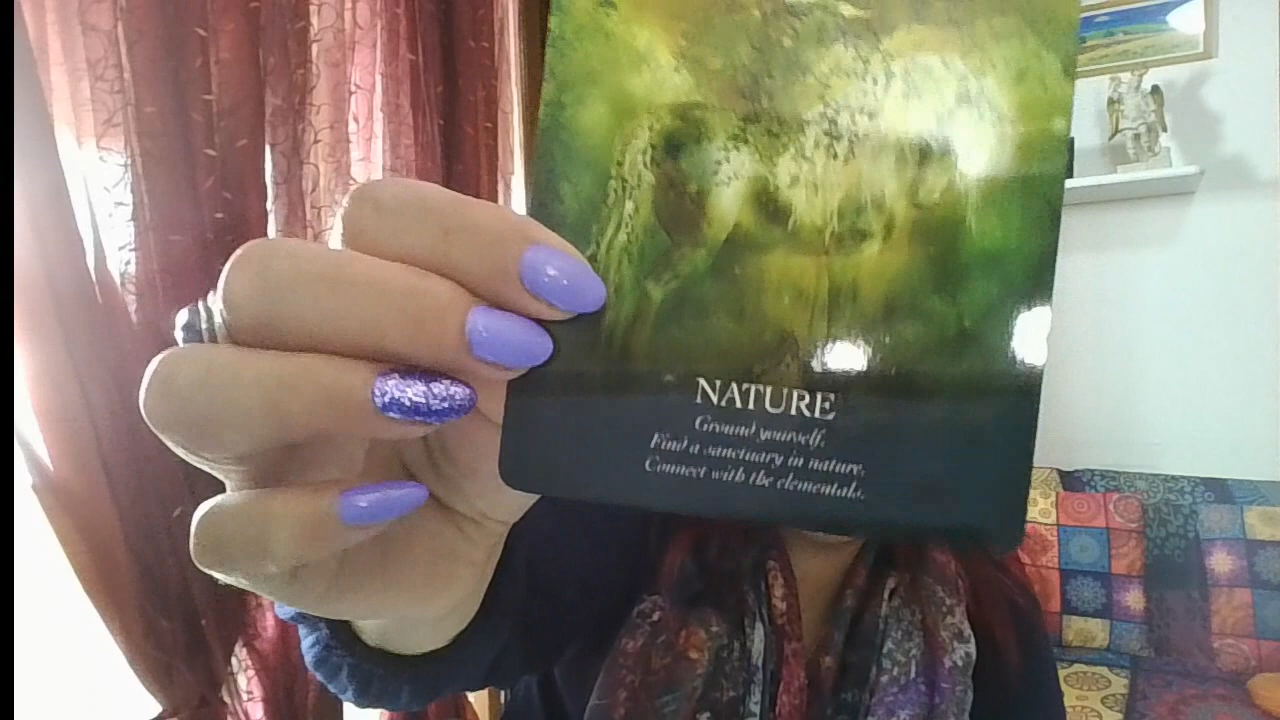 NATURE
Ground yourself.
Find a sanctuary in nature.
Connect with the elementals.